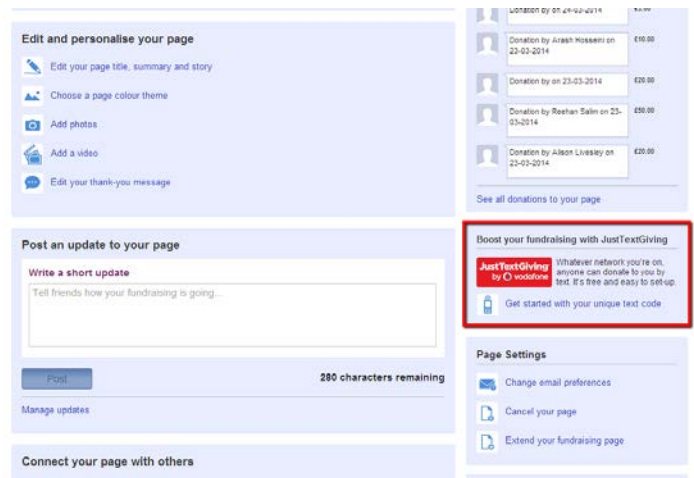 Edit and personalise your page
Edit your page title, summary and story
Choose a page colour theme
Add photos
Add a video
Edit your thank-you message
Post an update to your page
Write a short update
Tell friends how your fundraising is going...
Post
280 characters remaining
Manage updates
Connect your page with others
Donation by on 24-03-2014
£5.00
Donation by Arash Hosseini on
£10.00
23-03-2014
Donation by on 23-03-2014
£20.00
Donation by Reehan Salim on 23-
£50.00
03-2014
Donation by Alison Livesley on
£20.00
23-03-2014
See all donations to your page
Boost your fundraising with JustTextGiving
JustTextGiving
by vodafone
Whatever network you're on,
anyone can donate to you by
text. It's free and easy to set-up.
Get started with your unique text code
Page Settings
Change email preferences
Cancel your page
Extend your fundraising page